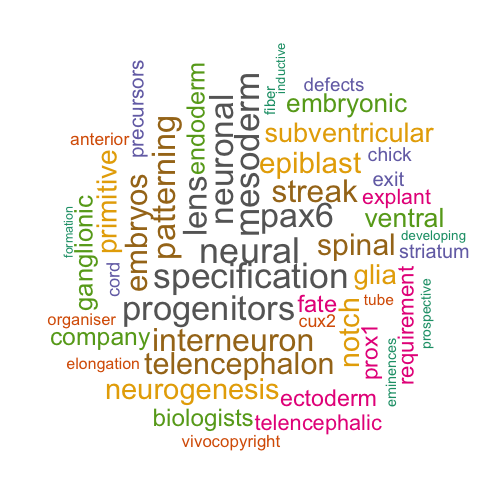 inductive
fiber
defects
precursors
endoderm
mesoderm
embryonic
neuronal
subventricular
anterior
patterning
lens
epiblast
chick
primitive
embryos
streak
exit
explant
pax6
ventral
ganglionic
formation
neural
spinal
developing
striatum
cord
specification
glia
requirement
prospective
progenitors
fate
notch
tube
organiser
cux2
prox1
company
interneuron
eminences
elongation
telencephalon
neurogenesis
ectoderm
biologists
telencephalic
vivocopyright